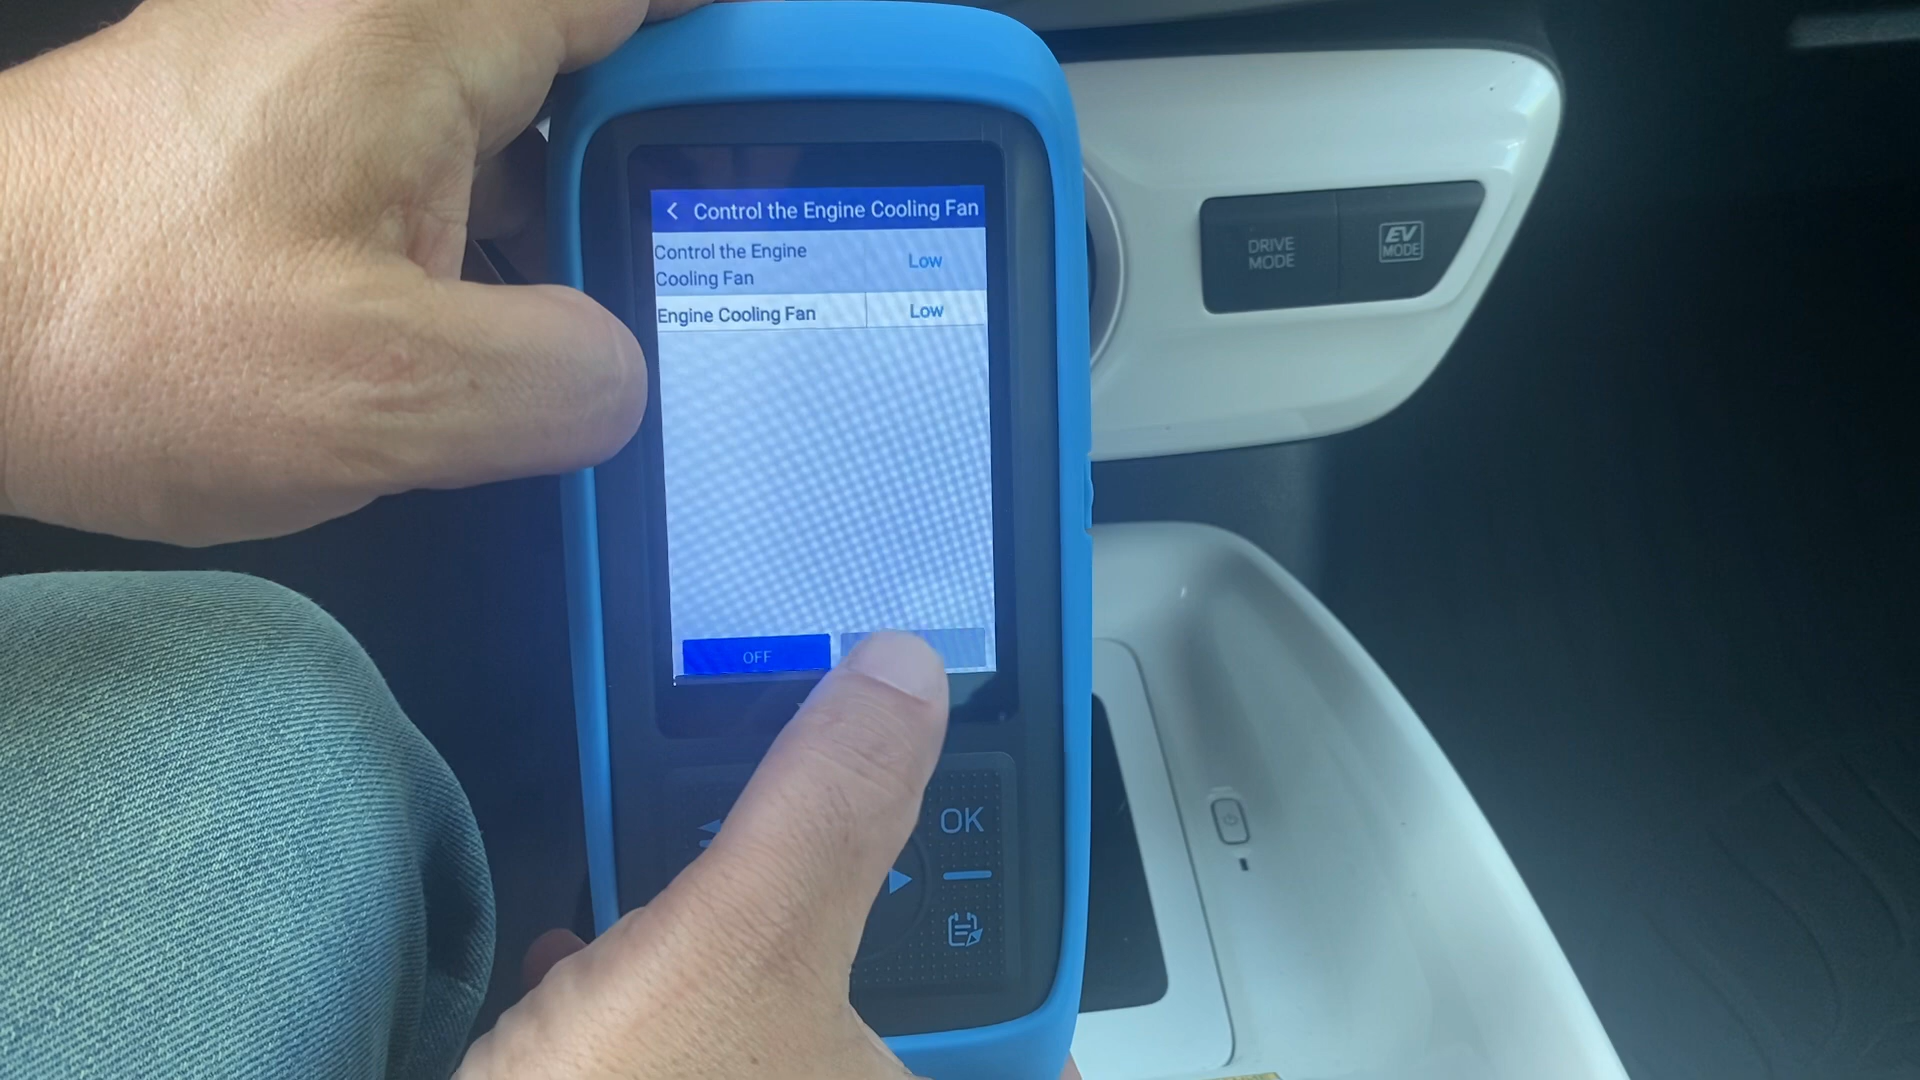 Control the Engine Cooling Fan
Control the Engine
Cooling Fan
Low
Engine Cooling Fan
Low
OFF
OK
DRIVE
MODE
EV
MODE